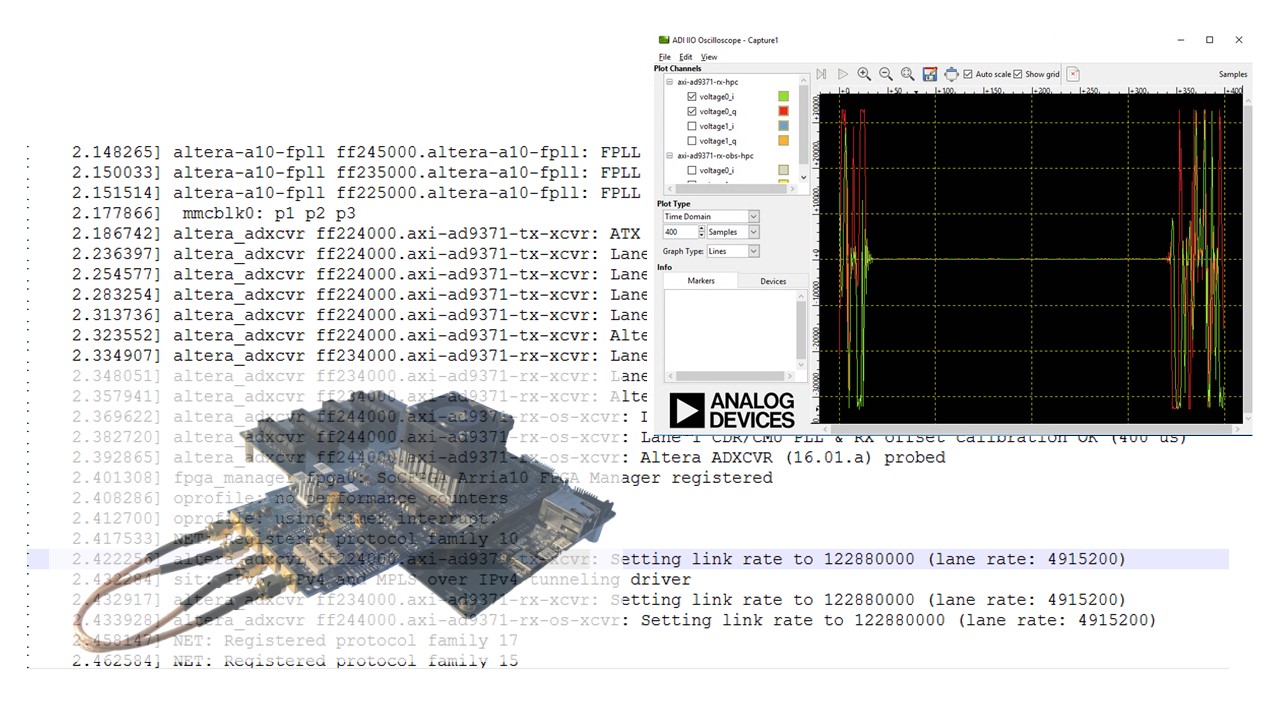 ADI IIO Oscilloscope - Capture1
File Edit View
Plot Channels
axi-ad9371-rx-hpc
voltage0_i
voltage0_q
voltage1_i
voltage1_q
axi-ad9371-rx-obs-hpc
voltage0_i
Plot Type
Time Domain
400 Samples
Graph Type: Lines
Info
Markers Devices
ANALOG
DEVICES
Auto scale Show grid Samples
+0 +50 +100 +150 +200 +250 +300 +350 +400
2.148265] altera-a10-fpll ff245000.altera-a10-fpll: FPLL
2.150033] altera-a10-fpll ff235000.altera-a10-fpll: FPLL
2.151514] altera-a10-fpll ff225000.altera-a10-fpll: FPLL
2.177866] mmcblk0: p1 p2 p3
2.186742] altera_adxcvr ff224000.axi-ad9371-tx-xcvr: ATX
2.236397] altera_adxcvr ff224000.axi-ad9371-tx-xcvr: Lane
2.254577] altera_adxcvr ff224000.axi-ad9371-tx-xcvr: Lane
2.283254] altera_adxcvr ff224000.axi-ad9371-tx-xcvr: Lane
2.313736] altera_adxcvr ff224000.axi-ad9371-tx-xcvr: Lane
2.323552] altera_adxcvr ff224000.axi-ad9371-tx-xcvr: Alte
2.334907] altera_adxcvr ff234000.axi-ad9371-rx-xcvr: Lane
2.348051] altera_adxcvr ff234000.axi-ad9371-rx-xcvr: Lane
2.357941] altera_adxcvr ff234000.axi-ad9371-rx-xcvr: Alte
2.369622] altera_adxcvr ff244000.axi-ad9371-rx-os-xcvr:
2.382720] altera_adxcvr ff244000.axi-ad9371-rx-os-xcvr: Lane 1 CDR/CMU PLL & RX offset calibration OK (400 us)
2.392865] altera_adxcvr ff244000.axi-ad9371-rx-os-xcvr: Altera ADXCVR (16.01.a) probed
2.401308] fpga_manager fpga0: SoCFPGA Arria10 FPGA Manager registered
2.408286] oprofile: no performance counters
2.412700] oprofile: using timer interrupt.
2.417533] NET: Registered protocol family 10
2.422256] altera_adxcvr ff224000.axi-ad9371-tx-xcvr: Setting link rate to 122880000 (lane rate: 4915200)
2.432284] sit: IPv6, IPv4 and MPLS over IPv4 tunneling driver
2.432917] altera_adxcvr ff234000.axi-ad9371-rx-xcvr: Setting link rate to 122880000 (lane rate: 4915200)
2.433928] altera_adxcvr ff244000.axi-ad9371-rx-os-xcvr: Setting link rate to 122880000 (lane rate: 4915200)
2.458147] NET: Registered protocol family 17
2.462584] NET: Registered protocol family 15